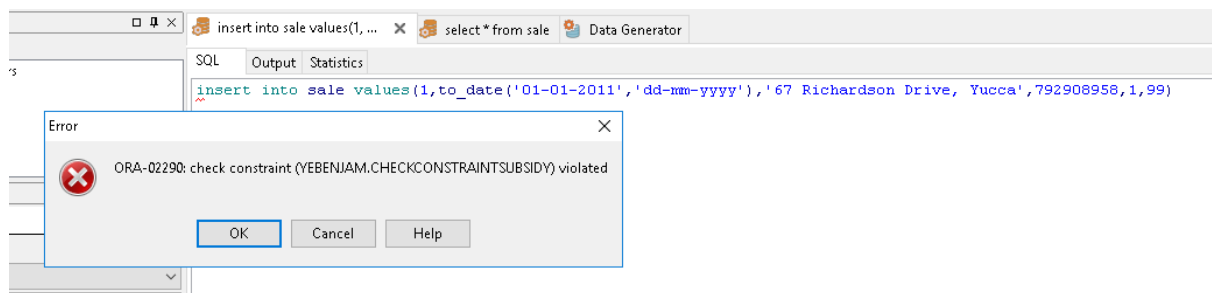 insert into sale values(1, ...
select * from sale
Data Generator
rs
SQL
Output
Statistics
insert into sale values(1,to_date('01-01-2011','dd-mm-yyyy'),'67 Richardson Drive, Yucca',792908958,1,99)
Error
ORA-02290: check constraint (YEBENJAM.CHECKCONSTRAINTSUBSIDY) violated
OK
Cancel
Help